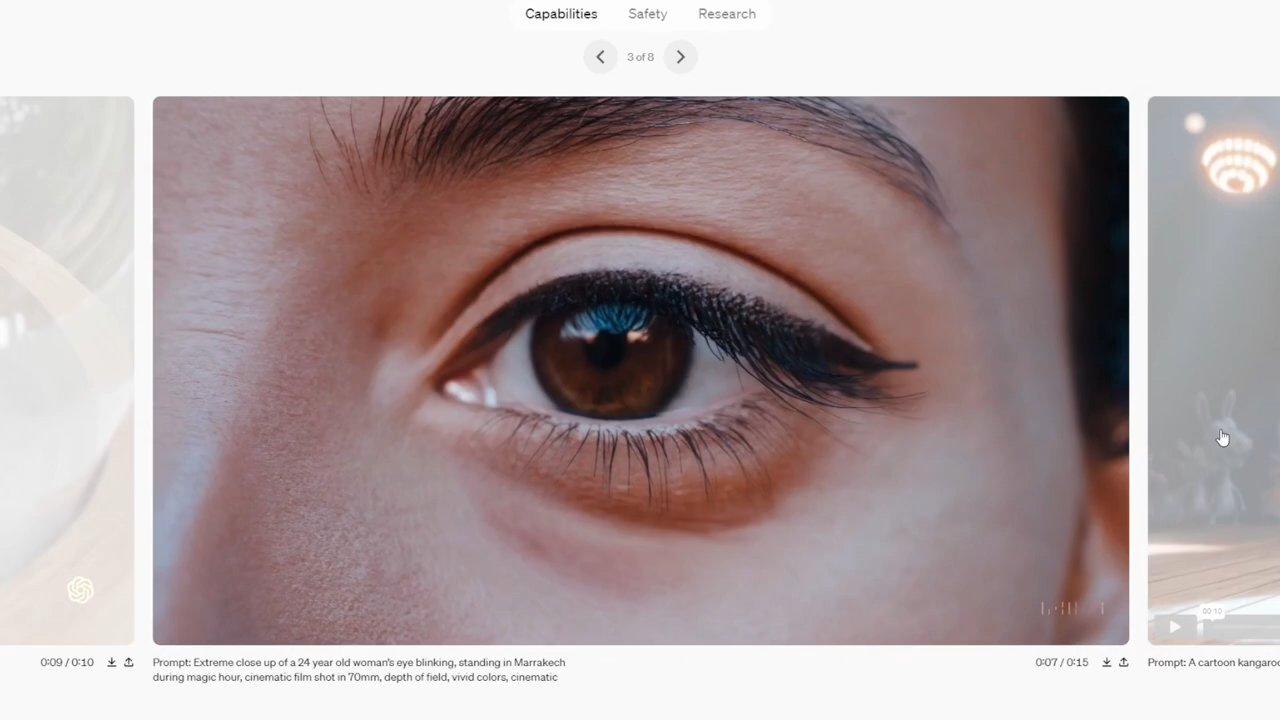 Capabilities Safety Research
3 of 8
00:10
0:09 / 0:10
Prompt: Extreme close up of a 24 year old woman's eye blinking, standing in Marrakech
during magic hour, cinematic film shot in 70mm, depth of field, vivid colors, cinematic
0:07 / 0:15
Prompt: A cartoon